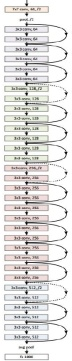 7x7 conv, 64, /2
pool, /2
3x3 conv, 64
3x3 conv, 64
3x3 conv, 64
3x3 conv, 64
3x3 conv, 64
3x3 conv, 64
3x3 conv, 128, /2
3x3 conv, 128
3x3 conv, 128
3x3 conv, 128
3x3 conv, 128
3x3 conv, 128
3x3 conv, 128
3x3 conv, 128
3x3 conv, 256, /2
3x3 conv, 256
3x3 conv, 256
3x3 conv, 256
3x3 conv, 256
3x3 conv, 256
3x3 conv, 256
3x3 conv, 256
3x3 conv, 256
3x3 conv, 256
3x3 conv, 256
3x3 conv, 256
3x3 conv, 512, /2
3x3 conv, 512
3x3 conv, 512
3x3 conv, 512
3x3 conv, 512
3x3 conv, 512
avg pool
fc 1000